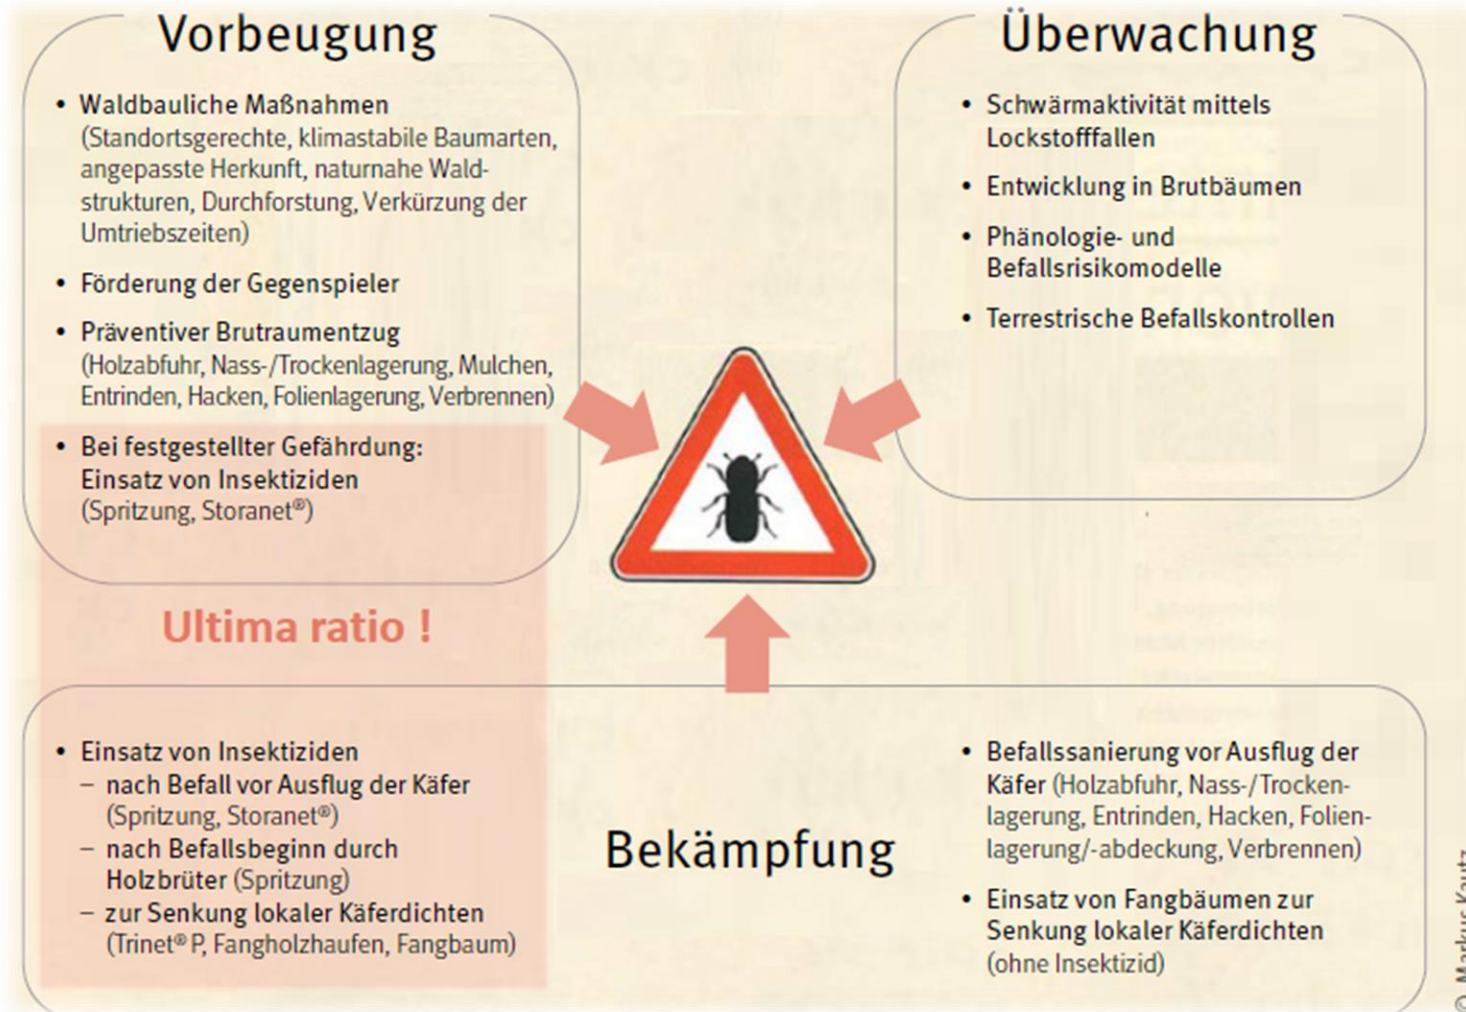 Vorbeugung
• Waldbauliche Maßnahmen
(Standortsgerechte, klimastabile Baumarten,
angepasste Herkunft, naturnahe Wald-
strukturen, Durchforstung, Verkürzung der
Umtriebszeiten)
• Förderung der Gegenspieler
• Präventiver Brutraumentzug
(Holzabfuhr, Nass-/Trockenlagerung, Mulchen,
Entrinden, Hacken, Folienlagerung, Verbrennen)
• Bei festgestellter Gefährdung:
Einsatz von Insektiziden
(Spritzung, Storanet®)
Überwachung
• Schwärmaktivität mittels
Lockstofffallen
• Entwicklung in Brutbäumen
• Phänologie- und
Befallsrisikomodelle
• Terrestrische Befallskontrollen
Ultima ratio !
• Einsatz von Insektiziden
– nach Befall vor Ausflug der Käfer
(Spritzung, Storanet®)
– nach Befallsbeginn durch
Holzbrüter (Spritzung)
– zur Senkung lokaler Käferdichten
(Trinet® P, Fangholzhaufen, Fangbaum)
Bekämpfung
• Befallssanierung vor Ausflug der
Käfer (Holzabfuhr, Nass-/Trocken-
lagerung, Entrinden, Hacken, Folien-
lagerung/-abdeckung, Verbrennen)
• Einsatz von Fangbäumen zur
Senkung lokaler Käferdichten
(ohne Insektizid)
© Markus Kautz